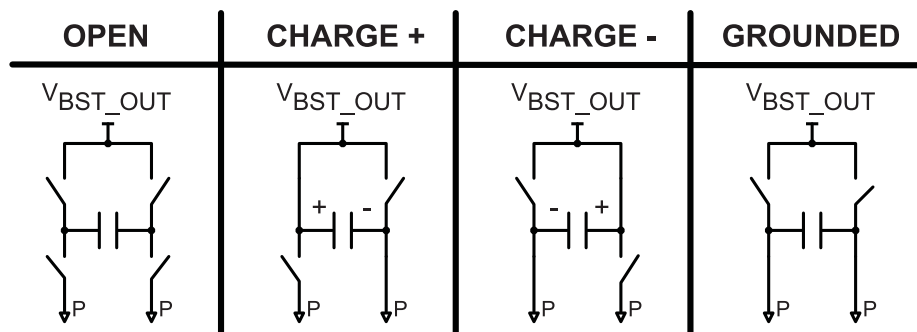 OPEN CHARGE + CHARGE - GROUNDED
VBST_OUT VBST_OUT VBST_OUT VBST_OUT
+ - - +
P P P P P P P P